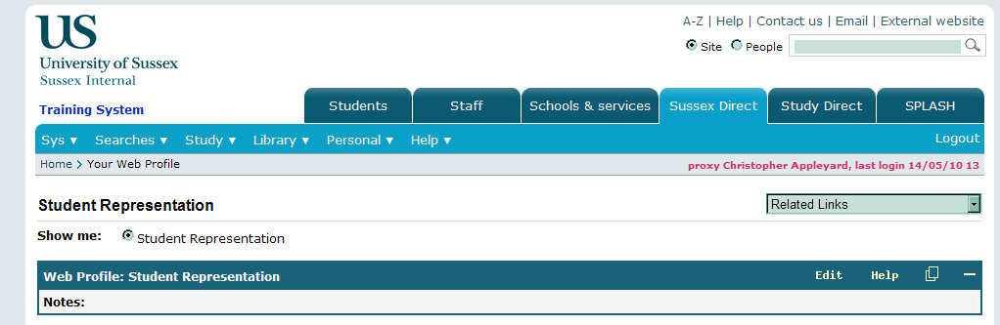 US
University of Sussex
Sussex Internal
A-Z | Help | Contact us | Email | External website
Site People
Training System
Students Staff Schools & services Sussex Direct Study Direct SPLASH
Sys ▼ Searches ▼ Study ▼ Library ▼ Personal ▼ Help ▼ Logout
Home > Your Web Profile proxy Christopher Appleyard, last login 14/05/10 13
Student Representation Related Links
Show me: Student Representation
Web Profile: Student Representation Edit Help
Notes: